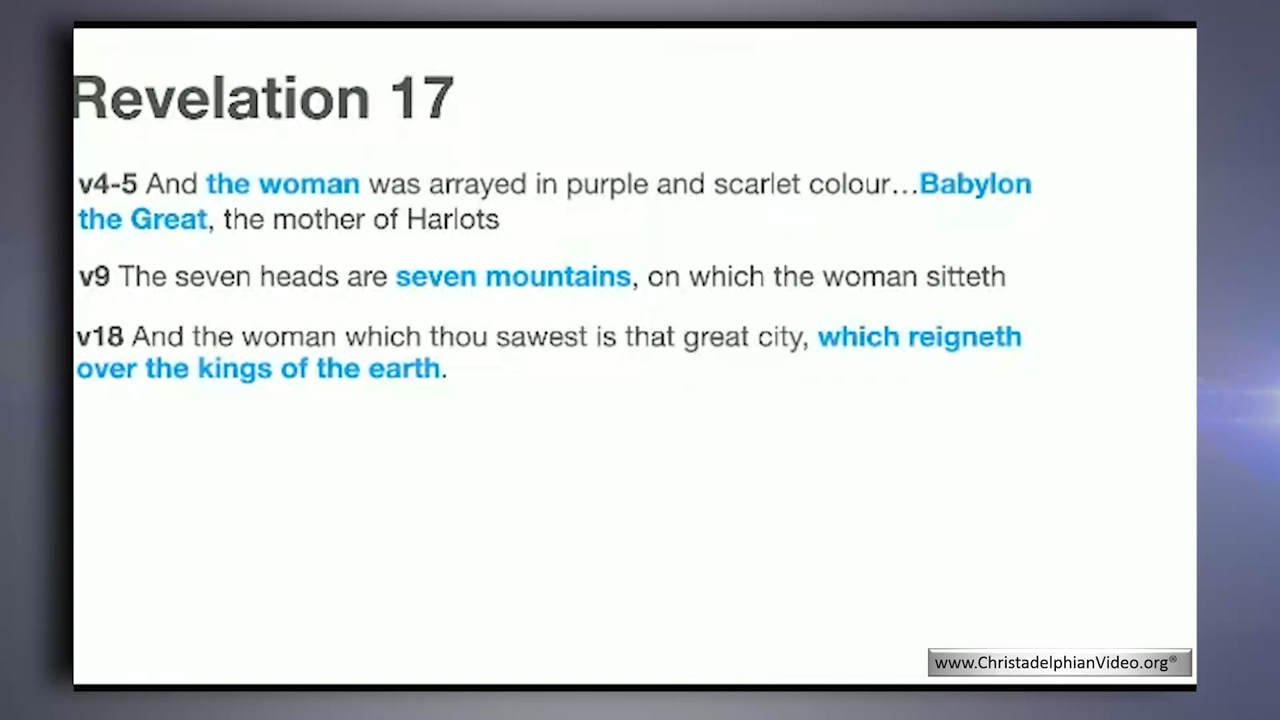 Revelation 17
v4-5 And the woman was arrayed in purple and scarlet colour…Babylon
the Great, the mother of Harlots
v9 The seven heads are seven mountains, on which the woman sitteth
v18 And the woman which thou sawest is that great city, which reigneth
over the kings of the earth.
www.ChristadelphianVideo.org®